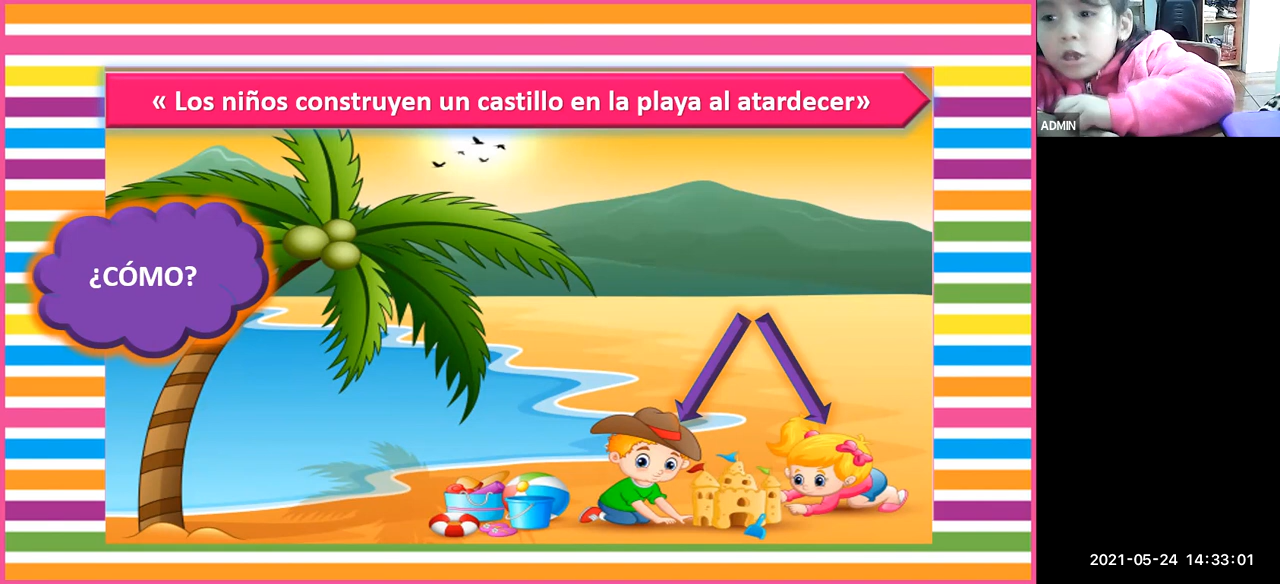 « Los niños construyen un castillo en la playa al atardecer»
¿CÓMO?
ADMIN
2021-05-24 14:33:01